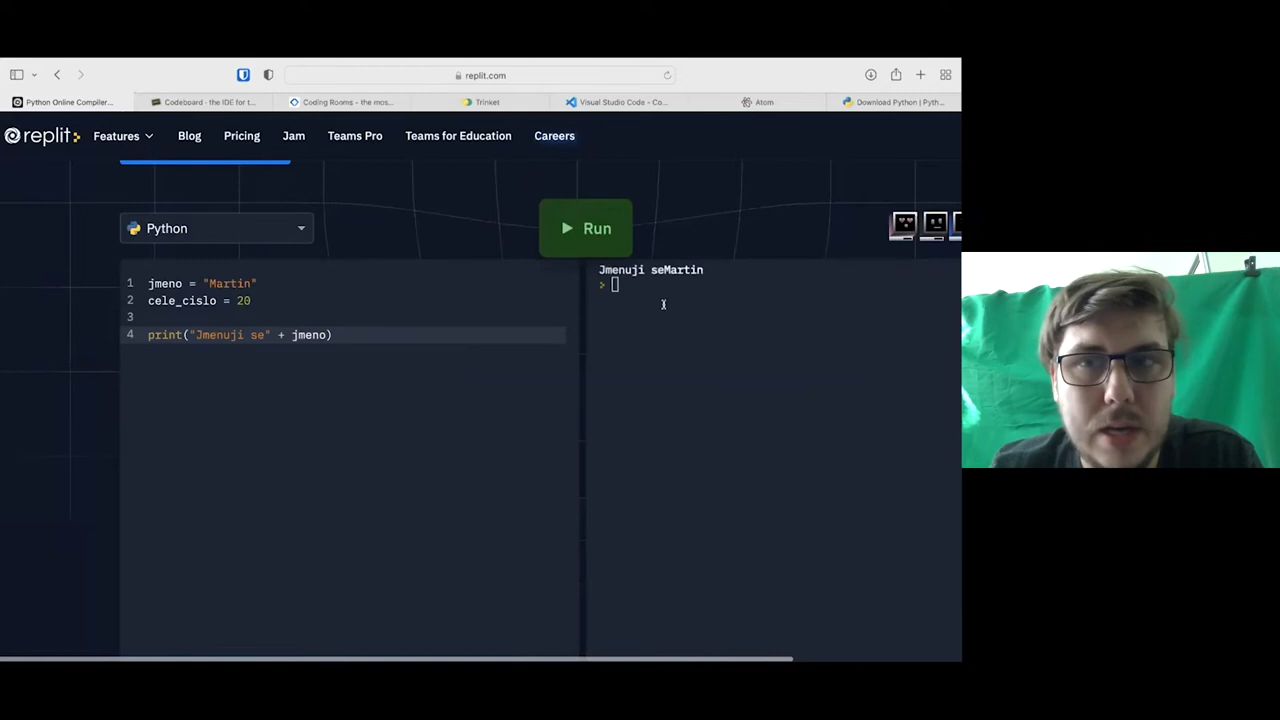 replit.com
Python Online Compiler...
Codeboard - the IDE for t...
Coding Rooms – the mos...
Trinket
Visual Studio Code - Co...
Atom
Download Python | Pyth...
replit
Features
Blog
Pricing
Jam
Teams Pro
Teams for Education
Careers
Python
Run
1 jmeno = "Martin"
2 cele_cislo = 20
3
4 print("Jmenuji se" + jmeno)
Jmenuji seMartin
>